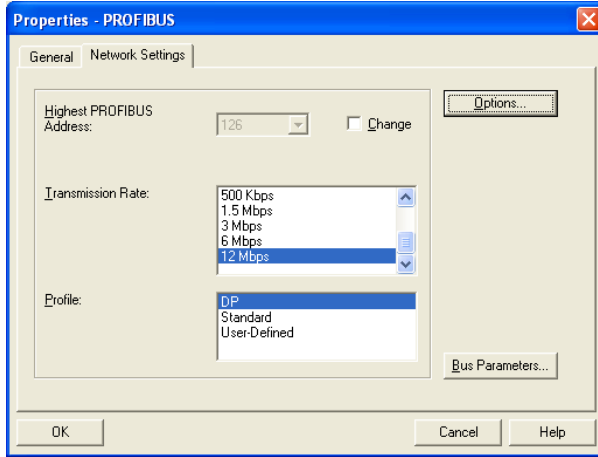 Properties - PROFIBUS
General
Network Settings
Highest PROFIBUS
Address:
126
Change
Options...
Transmission Rate:
500 Kbps
1.5 Mbps
3 Mbps
6 Mbps
12 Mbps
Profile:
DP
Standard
User-Defined
Bus Parameters...
OK
Cancel
Help